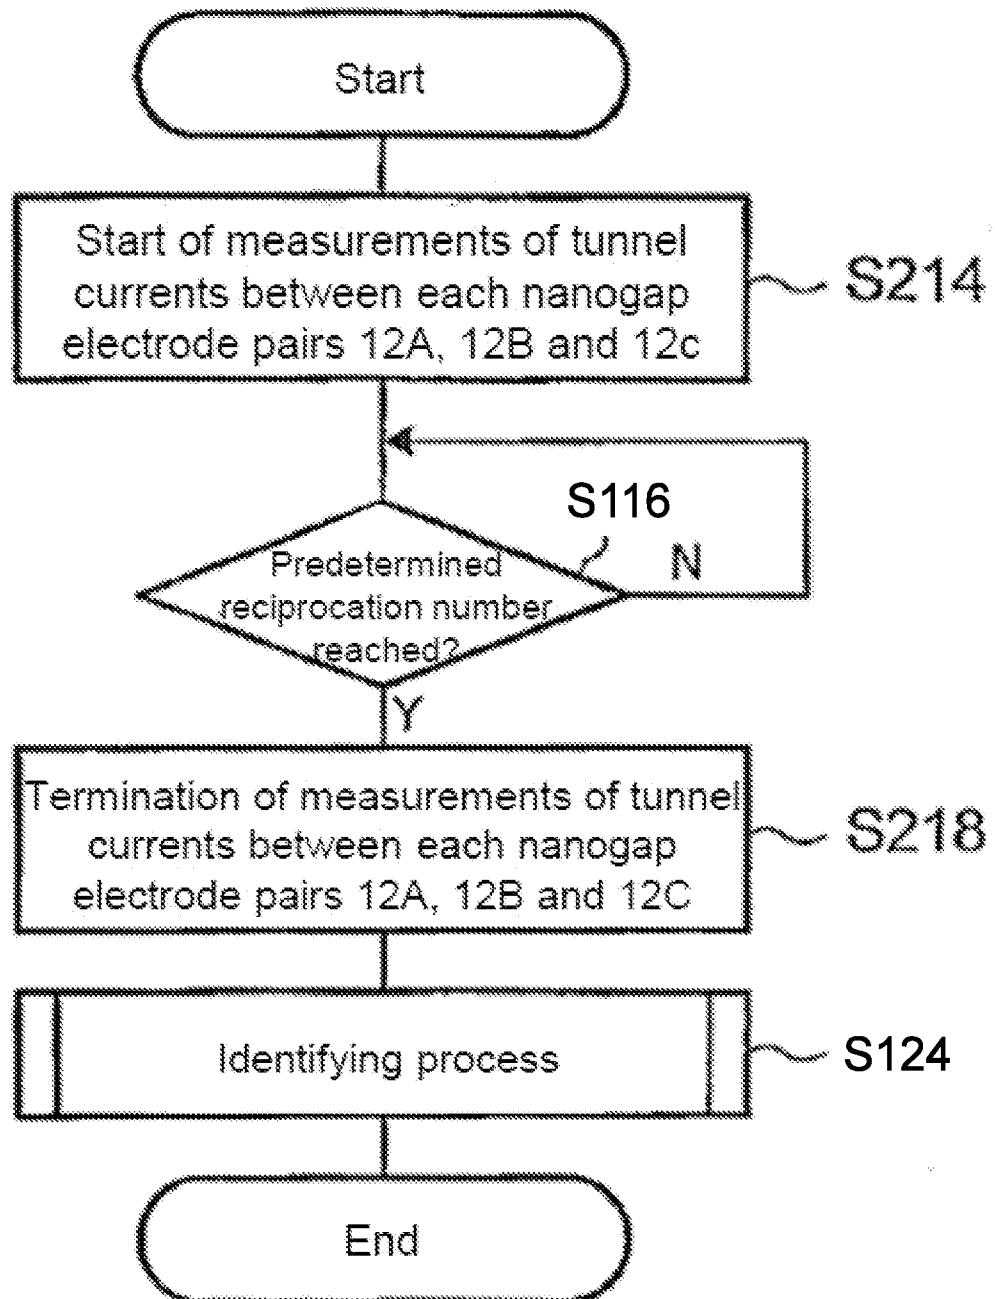 Start
Start of measurements of tunnel
currents between each nanogap
electrode pairs 12A, 12B and 12c
S214
S116
Predetermined
reciprocation number
reached?
N
Y
Termination of measurements of tunnel
currents between each nanogap
electrode pairs 12A, 12B and 12C
S218
Identifying process
S124
End